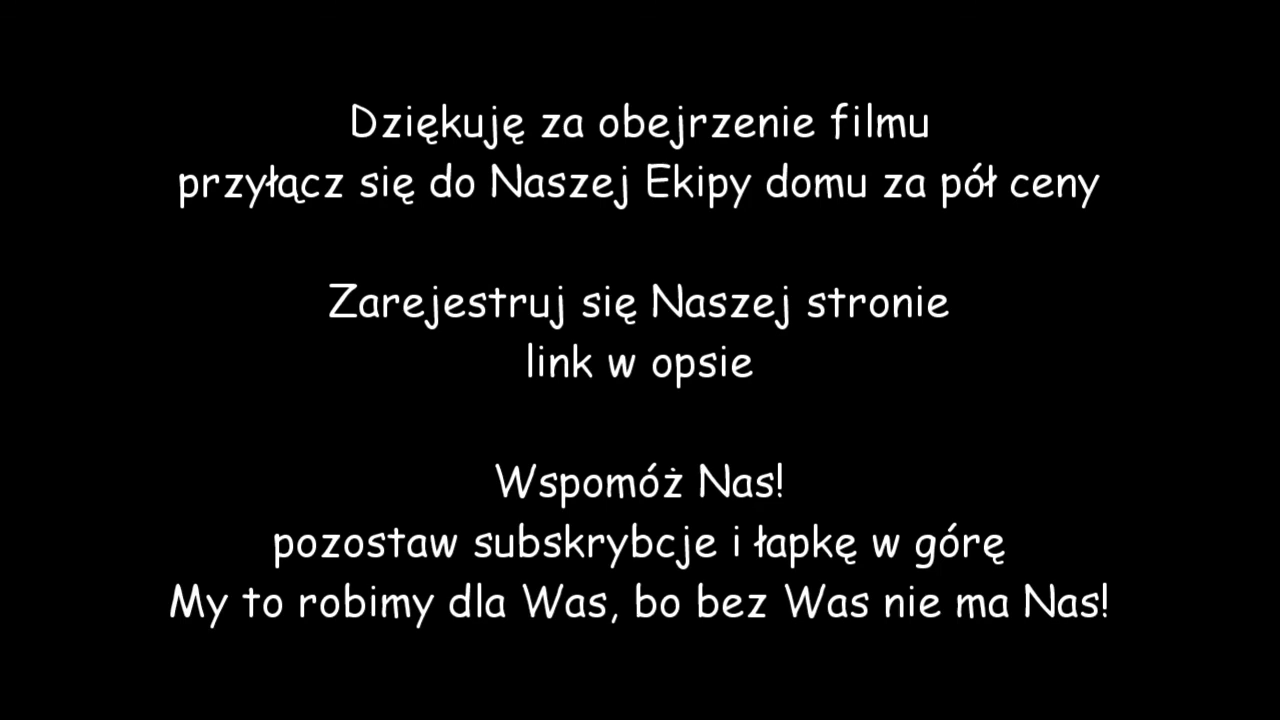 Dziękuję za obejrzenie filmu
przyłącz się do Naszej Ekipy domu za pół ceny
Zarejestruj się Naszej stronie
link w opsie
Wspomóż Nas!
pozostaw subskrybcje i łapkę w górę
My to robimy dla Was, bo bez Was nie ma Nas!